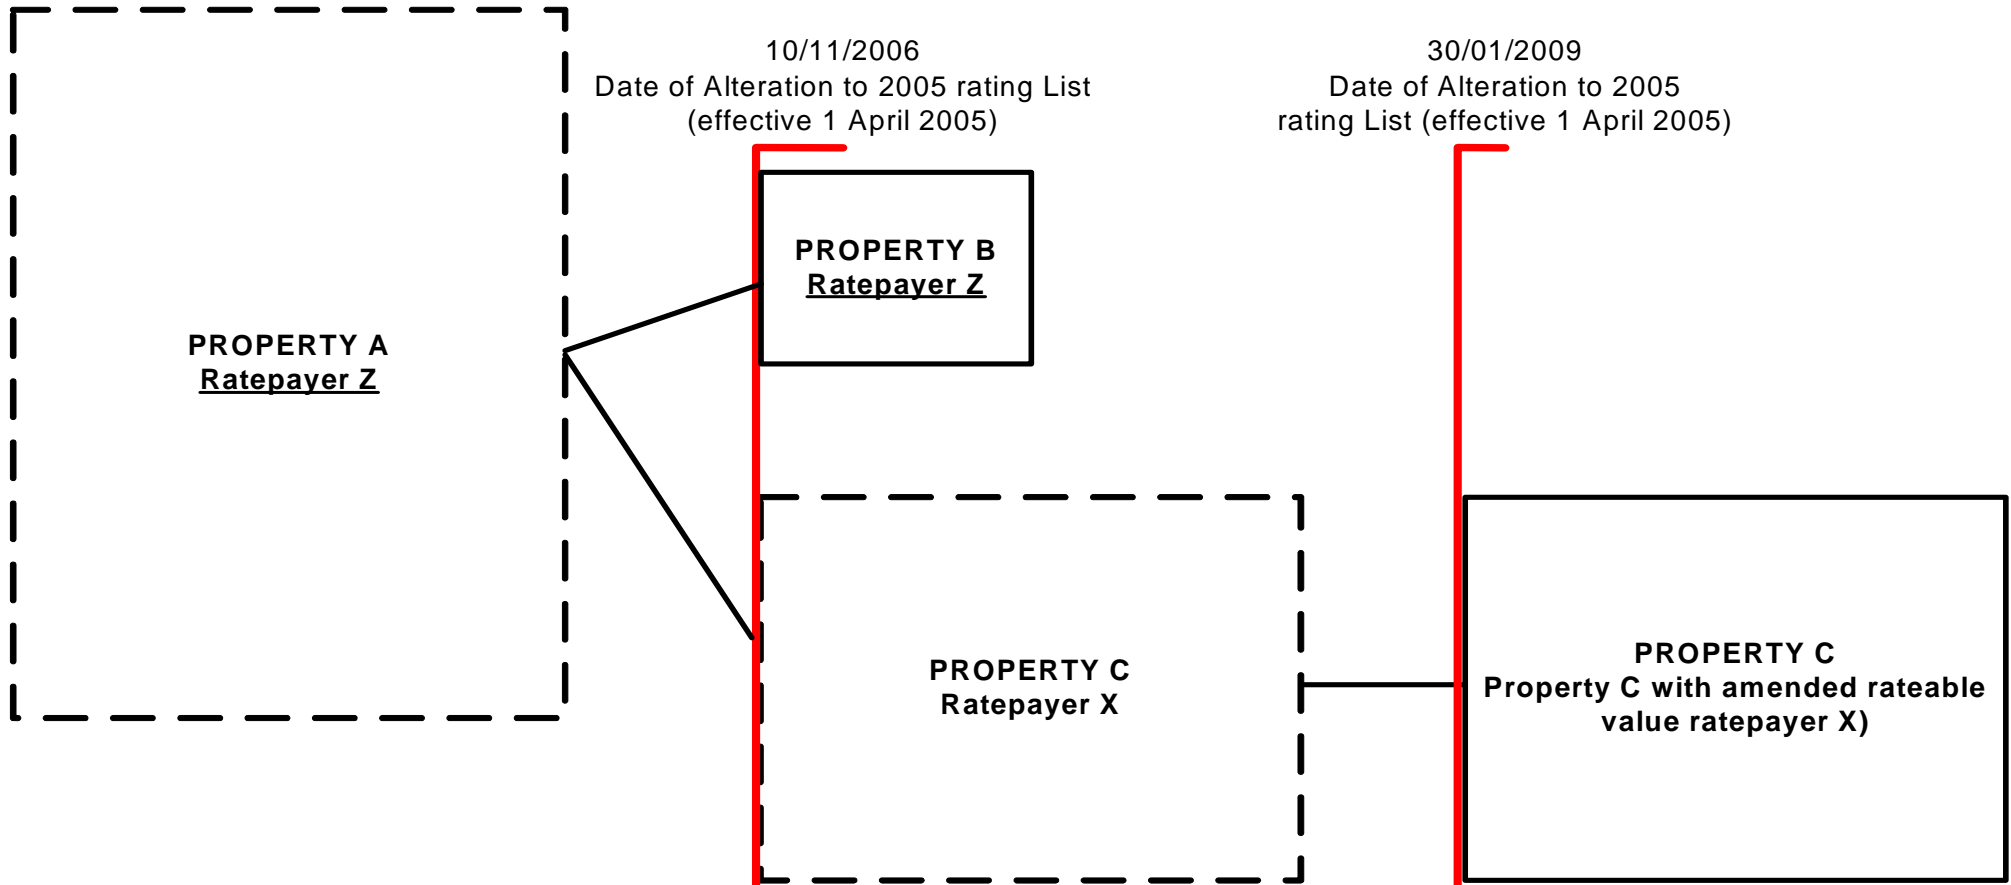 10/11/2006
Date of Alteration to 2005 rating List
(effective 1 April 2005)
30/01/2009
Date of Alteration to 2005
rating List (effective 1 April 2005)
PROPERTY A
Ratepayer Z
PROPERTY B
Ratepayer Z
PROPERTY C
Ratepayer X
PROPERTY C
Property C with amended rateable
value ratepayer X)